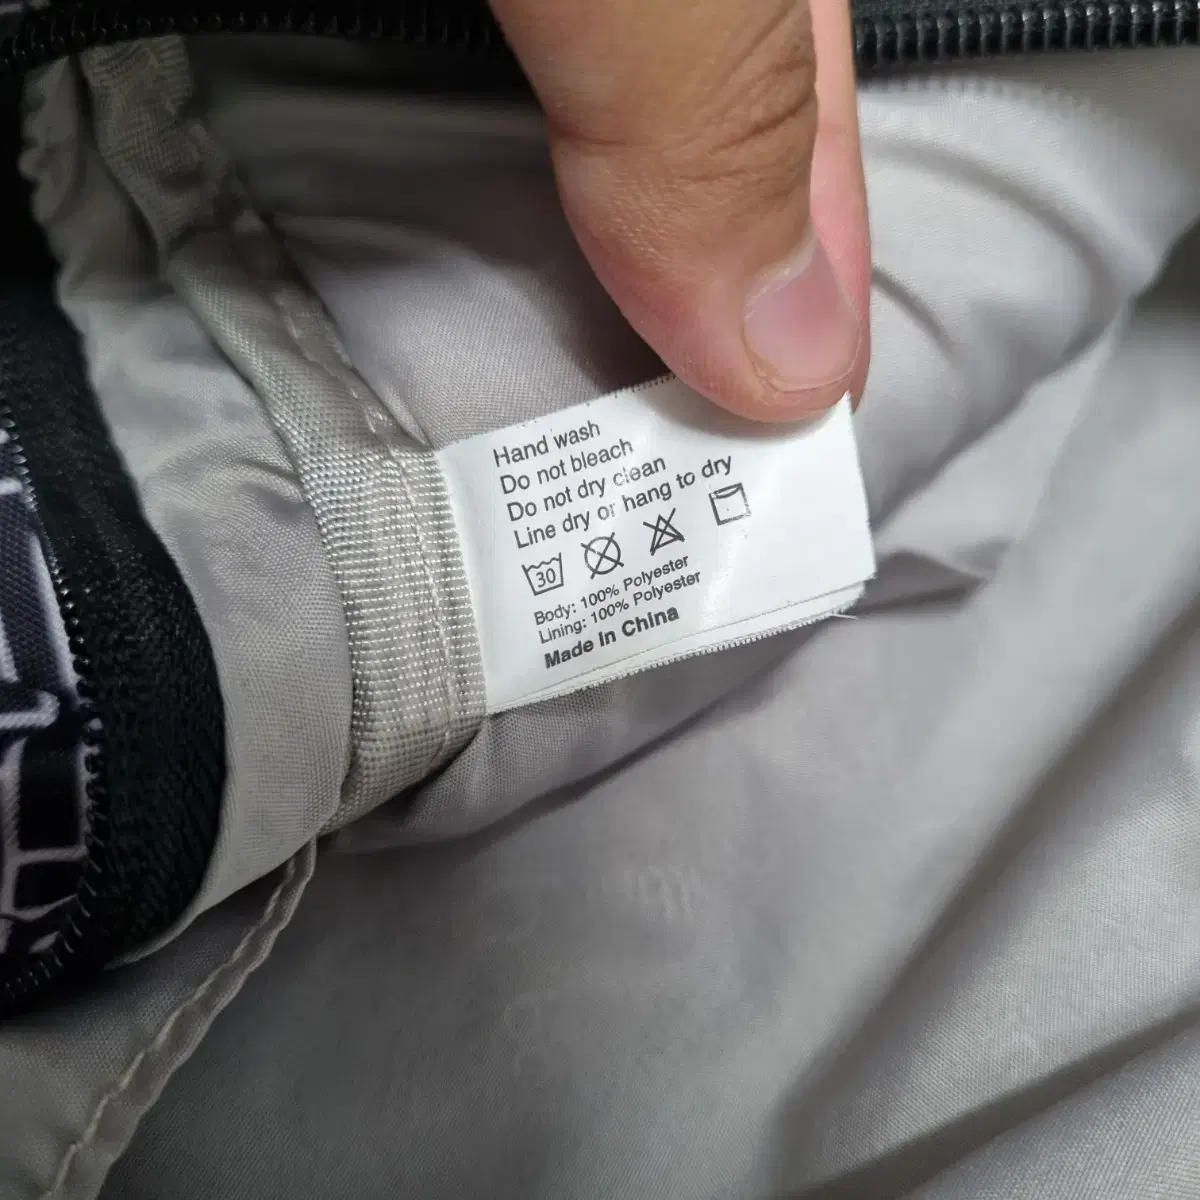 Hand wash
Do not bleach
Do not dry clean
Line dry or hang to dry
30
Body: 100% Polyester
Lining: 100% Polyester
Made In China